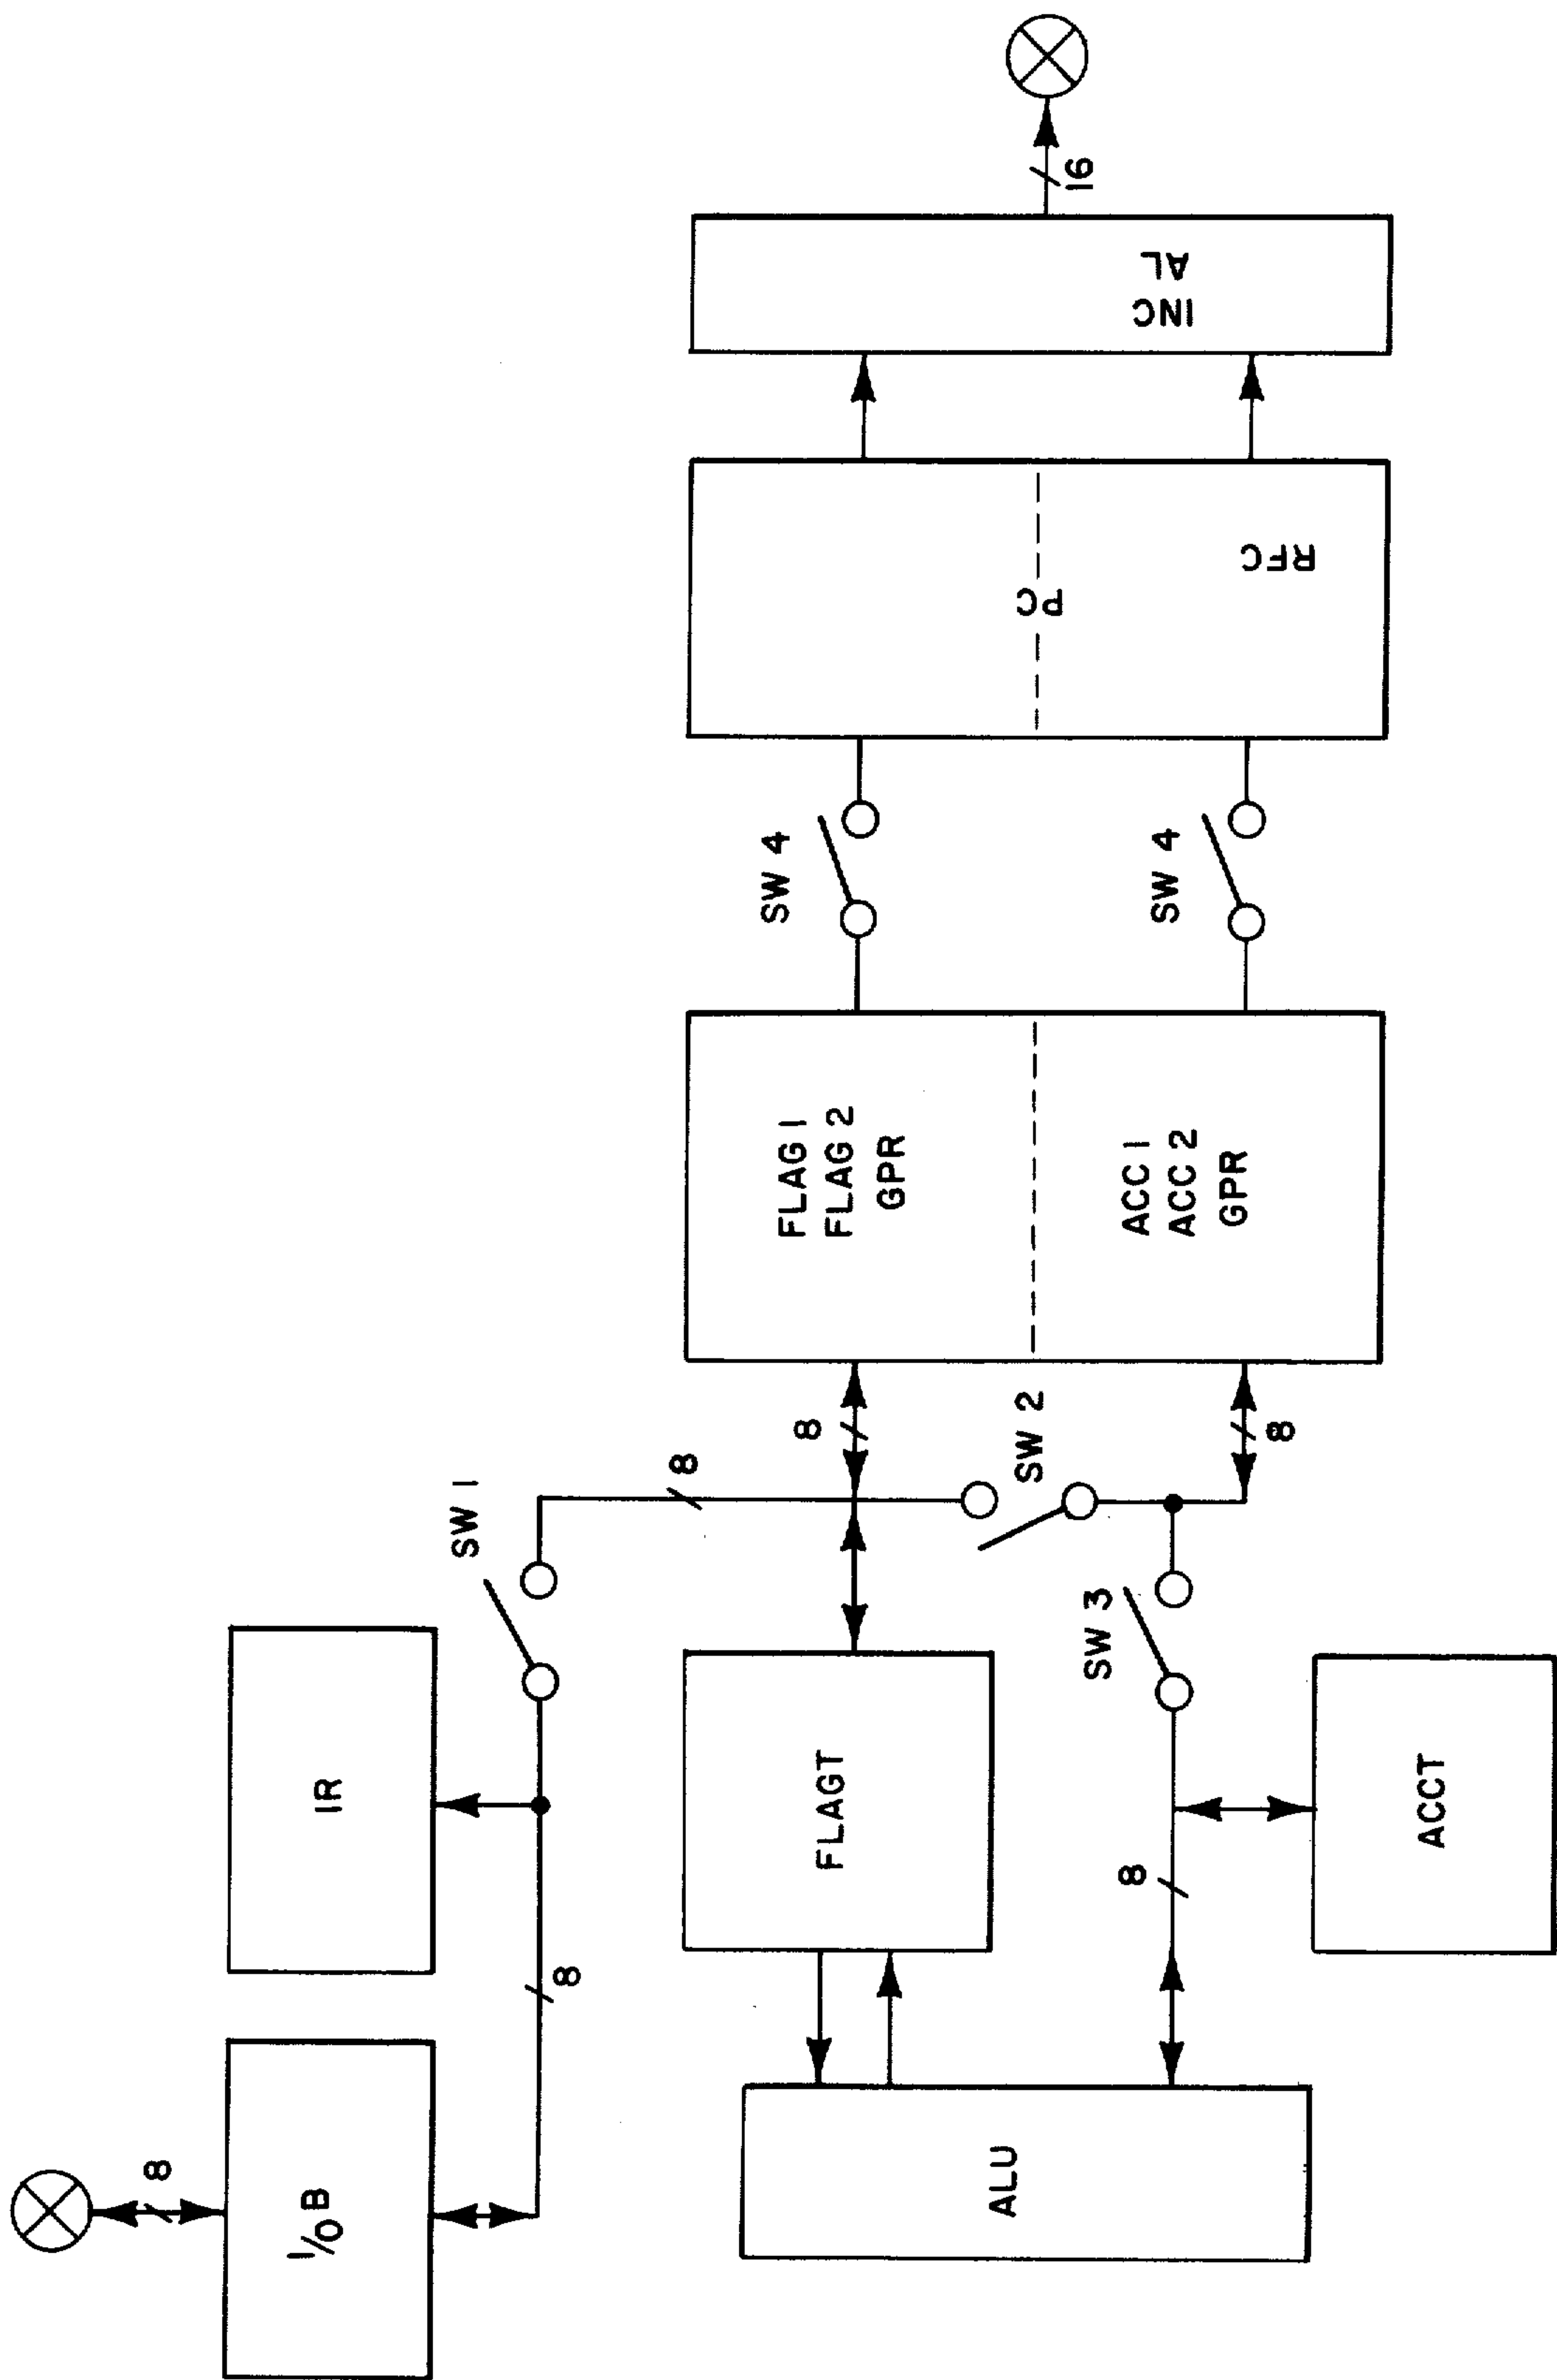 8
I/O B
IR
8
SW 1
8
ALU
FLAGT
8
ACCT
SW 3
SW 2
8
8
FLAG 1
FLAG 2
GPR
ACC 1
ACC 2
GPR
SW 4
SW 4
PC
RFC
INC
AL
16